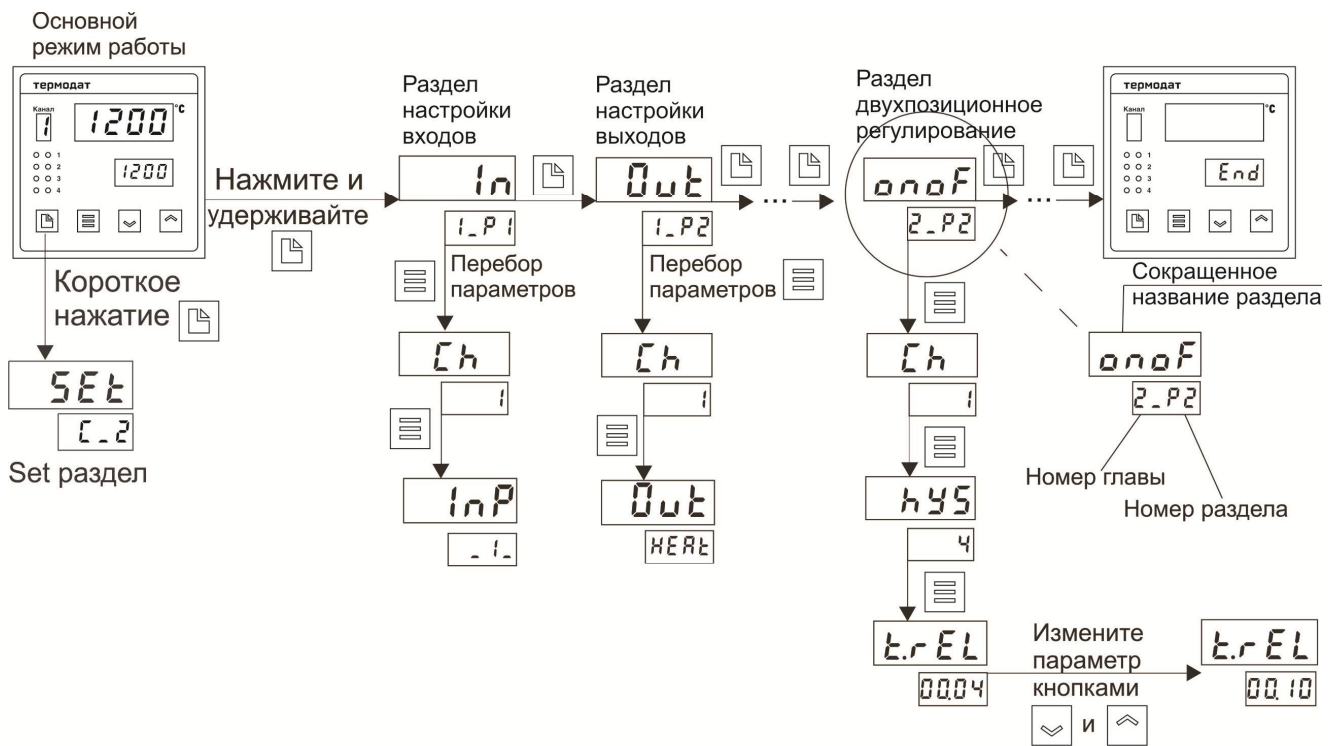 Основной
режим работы
термодат
Канал
1
1200
°C
1
2
3
4
1200
Нажмите и
удерживайте
Короткое
нажатие
SEt
C_2
Set раздел
Раздел
настройки
входов
In
1_P1
Перебор
параметров
Ch
1
InP
_1_
Раздел
настройки
выходов
Out
1_P2
Перебор
параметров
Ch
1
Out
HEAt
...
Раздел
двухпозиционное
регулирование
onoF
2_P2
Ch
1
hYS
4
t.rEL
00.04
Измените
параметр
кнопками
и
t.rEL
00.10
...
термодат
Канал
°C
1
2
3
4
End
Сокращенное
название раздела
onoF
2_P2
Номер главы
Номер раздела